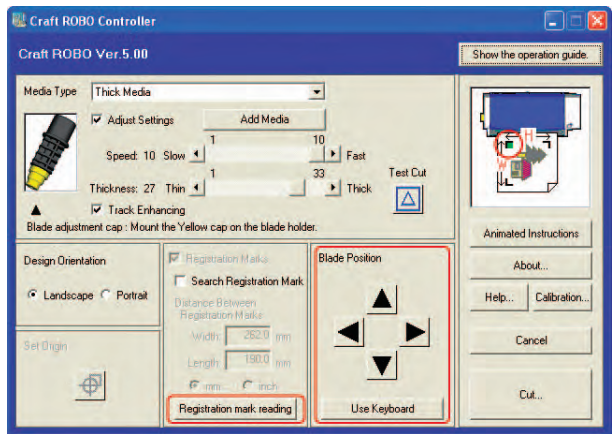 Craft ROBO Controller
Craft ROBO Ver.5.00
Show the operation guide.
Media Type
Thick Media
Adjust Settings
Add Media
1
10
Speed: 10 Slow
Fast
1
33
Thickness: 27 Thin
Thick
Test Cut
Track Enhancing
Blade adjustment cap : Mount the Yellow cap on the blade holder.
Design Orientation
Landscape
Portrait
Set Origin
Registration Marks
Search Registration Mark
Distance Between
Registration Marks
Width: 262.0 mm
Length: 190.0 mm
mm
inch
Registration mark reading
Blade Position
Use Keyboard
H
W
Animated Instructions
About...
Help...
Calibration...
Cancel
Cut...